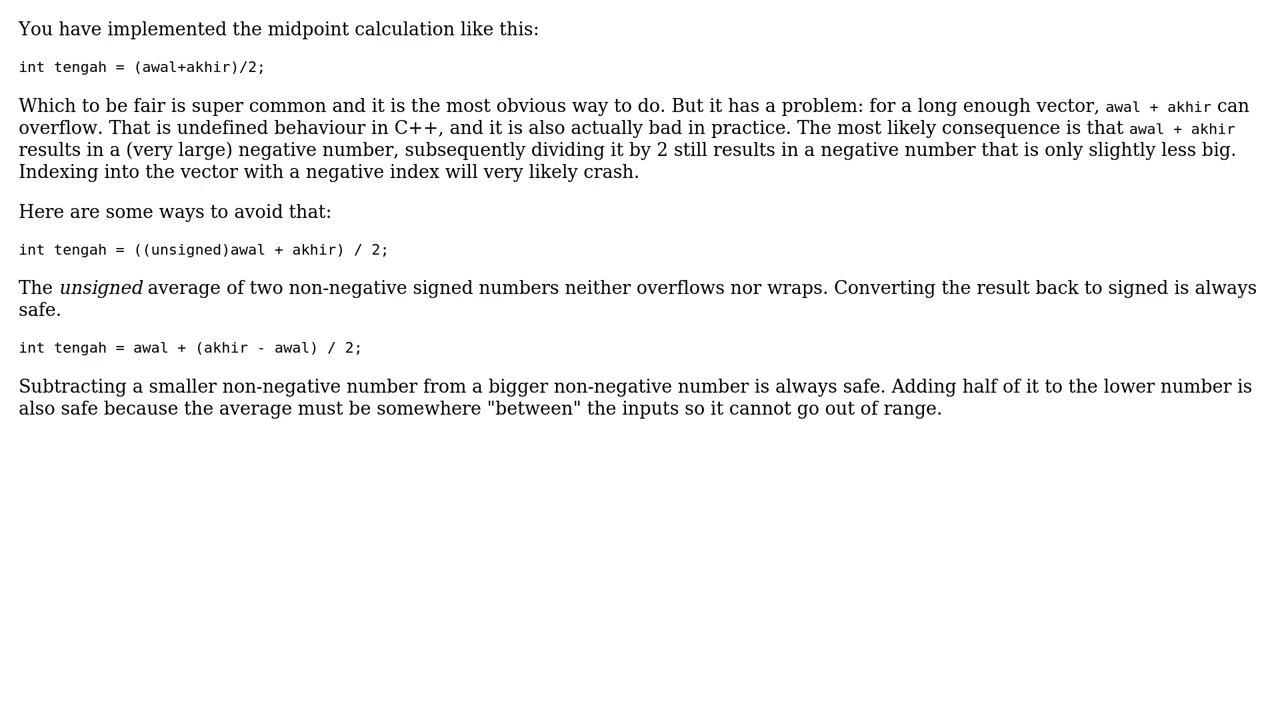 You have implemented the midpoint calculation like this:
int tengah = (awal+akhir)/2;
Which to be fair is super common and it is the most obvious way to do. But it has a problem: for a long enough vector, awal + akhir can
overflow. That is undefined behaviour in C++, and it is also actually bad in practice. The most likely consequence is that awal + akhir
results in a (very large) negative number, subsequently dividing it by 2 still results in a negative number that is only slightly less big.
Indexing into the vector with a negative index will very likely crash.
Here are some ways to avoid that:
int tengah = ((unsigned)awal + akhir) / 2;
The unsigned average of two non-negative signed numbers neither overflows nor wraps. Converting the result back to signed is always
safe.
int tengah = awal + (akhir - awal) / 2;
Subtracting a smaller non-negative number from a bigger non-negative number is always safe. Adding half of it to the lower number is
also safe because the average must be somewhere "between" the inputs so it cannot go out of range.